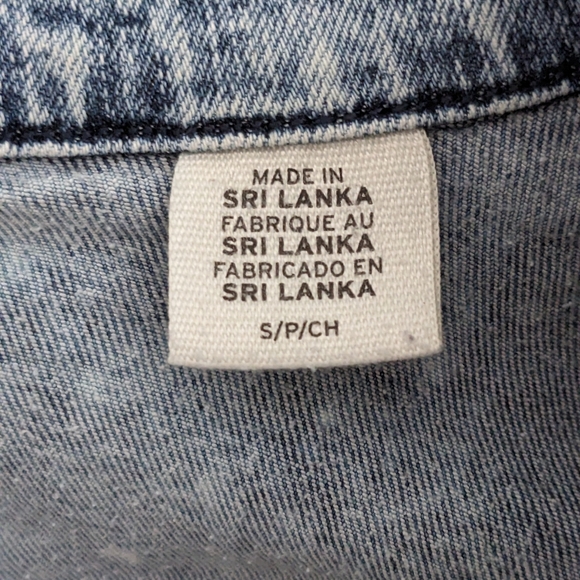 MADE IN
SRI LANKA
FABRIQUE AU
SRI LANKA
FABRICADO EN
SRI LANKA
S/P/CH